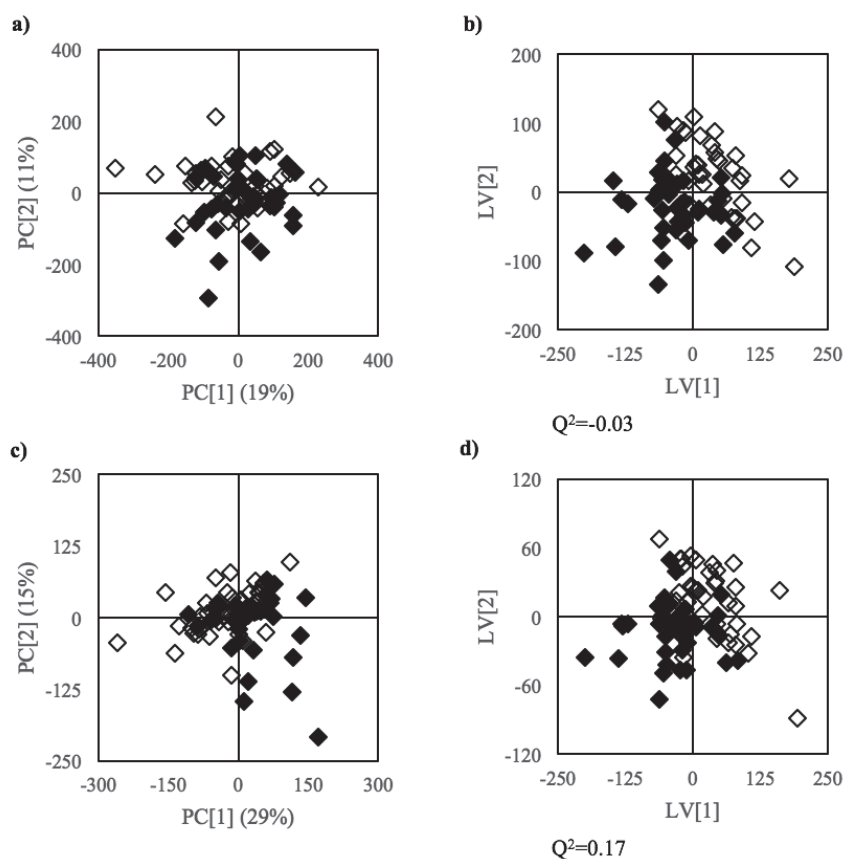 a)
400
200
0
-200
-400
-400 -200 0 200 400
PC[2] (11%)
PC[1] (19%)
b)
200
100
0
-100
-200
-250 -125 0 125 250
LV[2]
LV[1]
Q²=-0.03
c)
250
125
0
-125
-250
-300 -150 0 150 300
PC[2] (15%)
PC[1] (29%)
d)
120
60
0
-60
-120
-250 -125 0 125 250
LV[2]
LV[1]
Q²=0.17